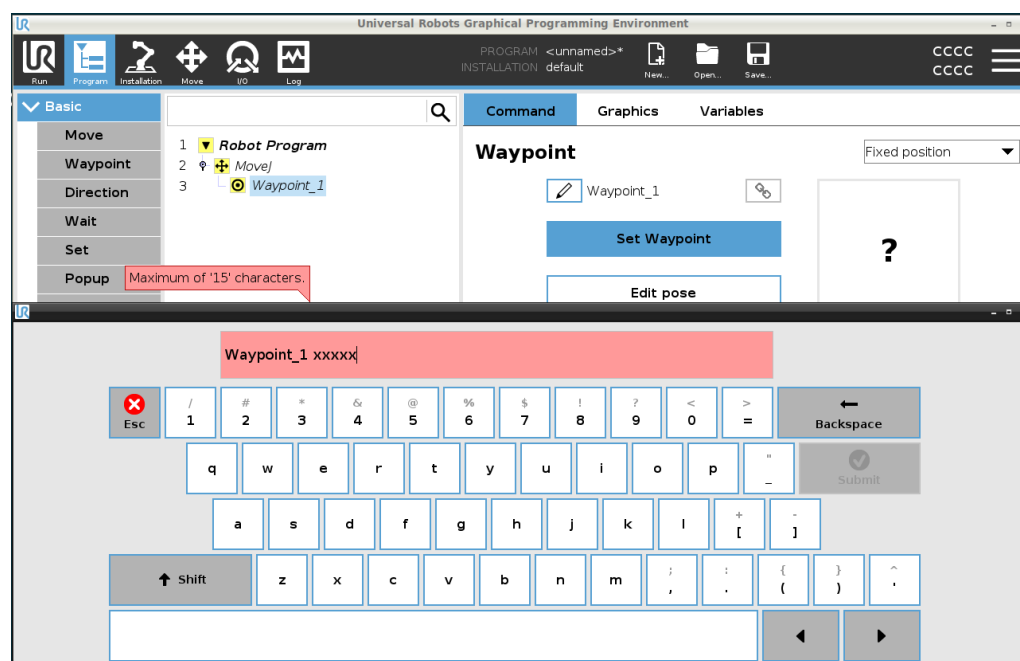 UR
Universal Robots Graphical Programming Environment
UR
Run
Program
Installation
Move
I/O
Log
PROGRAM <unnamed>*
INSTALLATION default
New...
Open...
Save...
CCCC
CCCC
Basic
Move
Waypoint
Direction
Wait
Set
Popup
1 Robot Program
2 MoveJ
3 Waypoint_1
Command Graphics Variables
Waypoint
Fixed position
Waypoint_1
Set Waypoint
?
Edit pose
Maximum of '15' characters.
UR
Waypoint_1 xxxxx
Esc
/ # * & @ % $ ! ? < >
1 2 3 4 5 6 7 8 9 0 =
Backspace
q w e r t y u i o p " _
Submit
a s d f g h j k l + [ - ]
Shift
z x c v b n m ; , : . { ( } ) ^ '